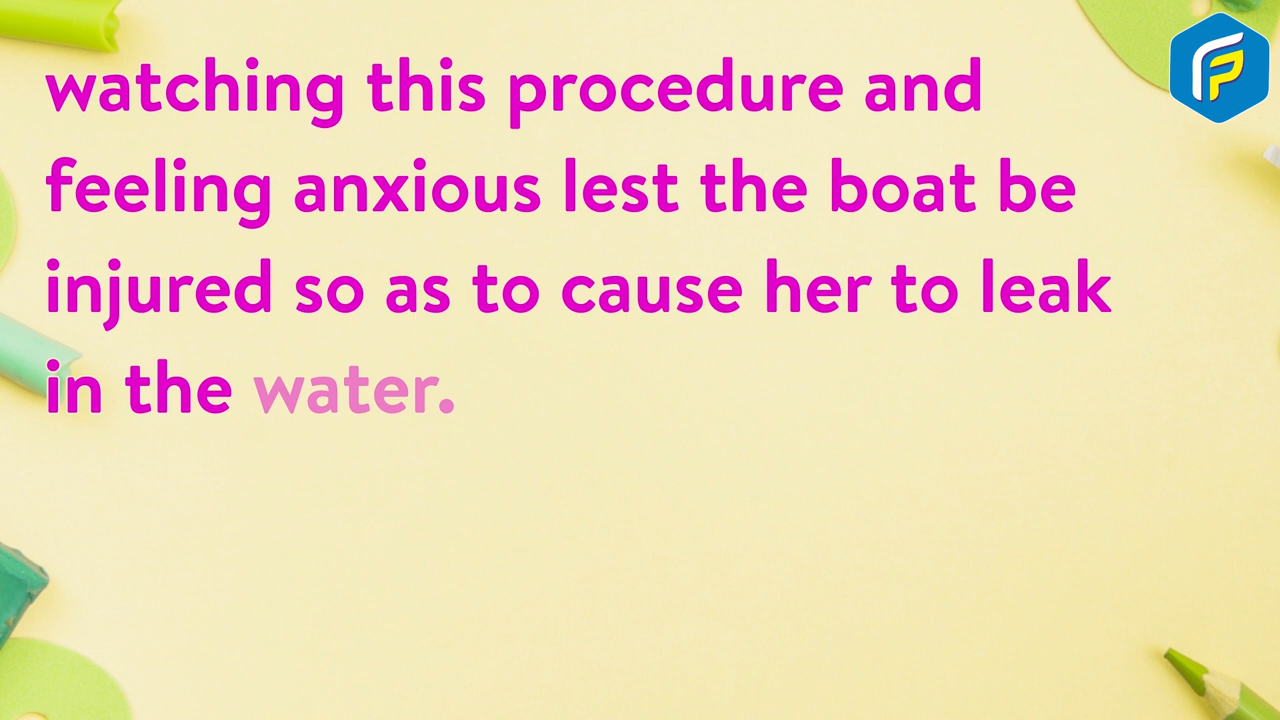 watching this procedure and
feeling anxious lest the boat be
injured so as to cause her to leak
in the water.